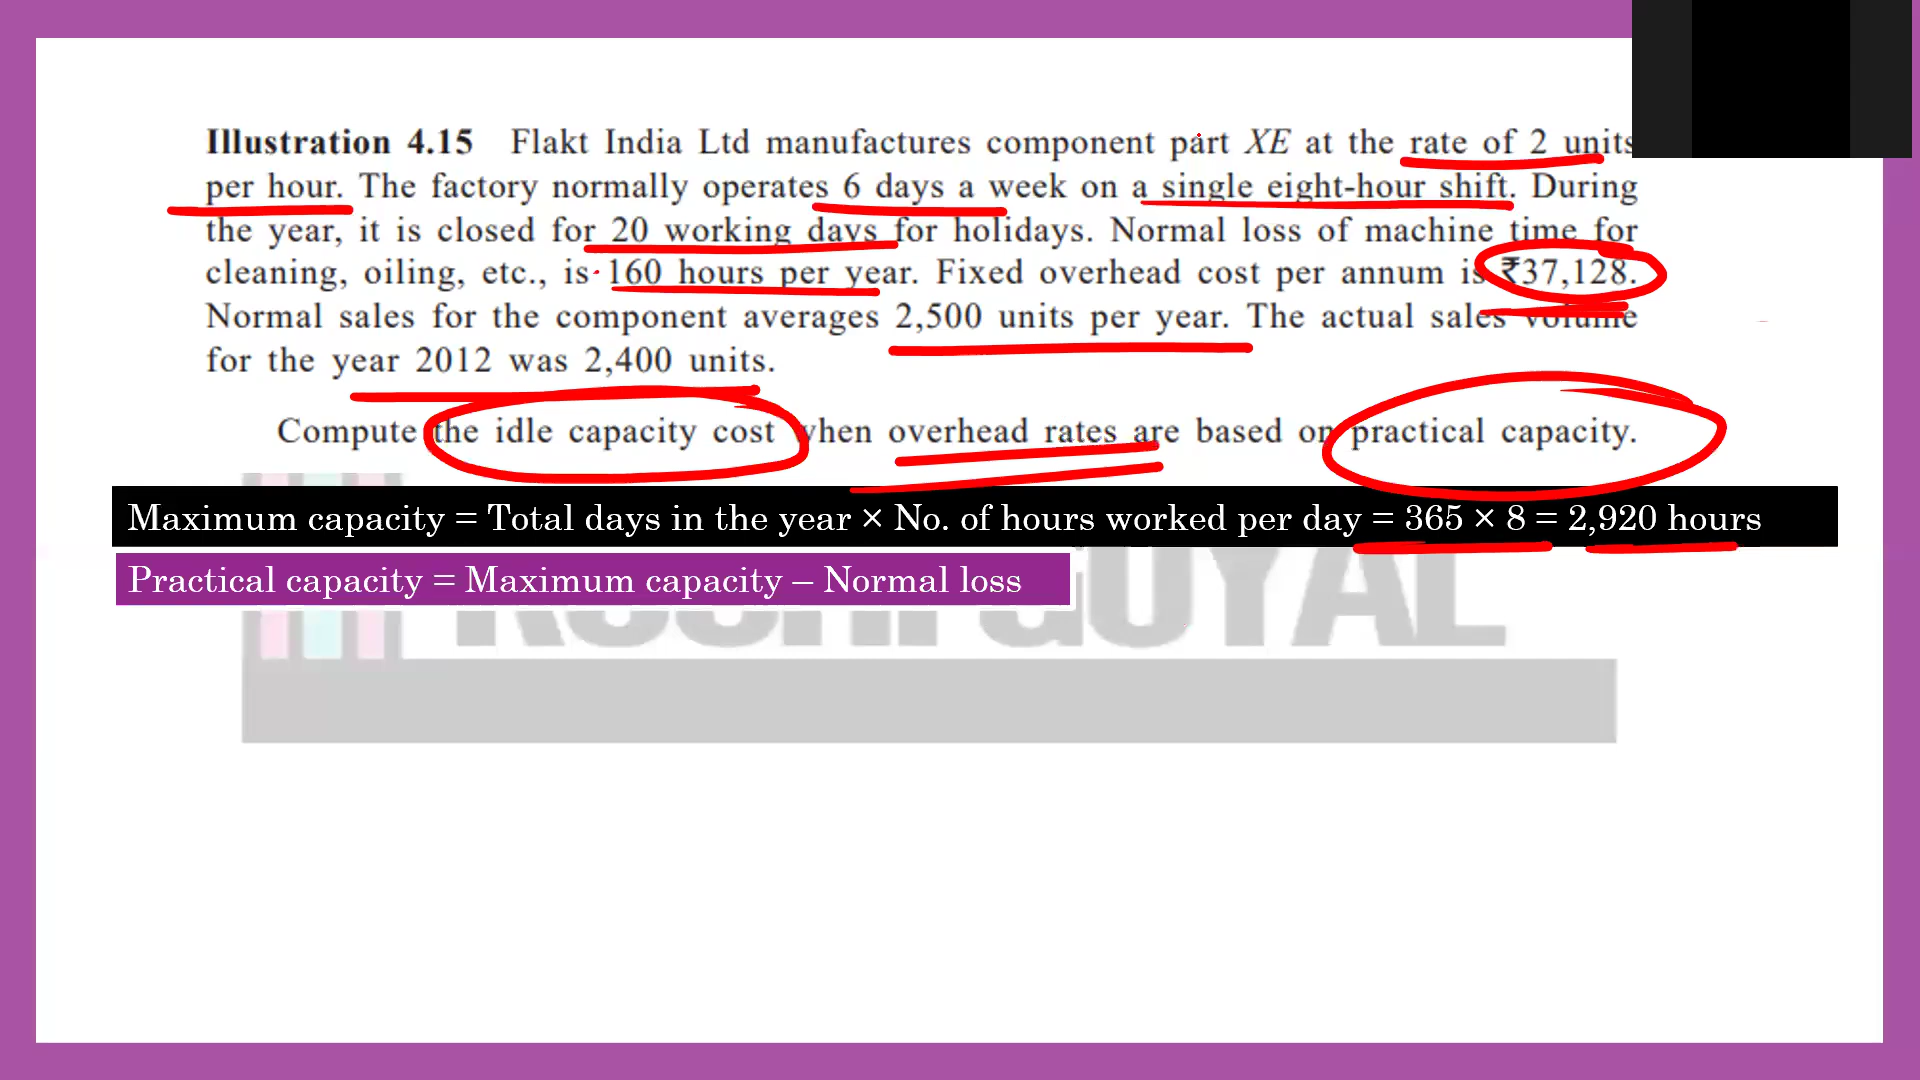 Illustration 4.15 Flakt India Ltd manufactures component part XE at the rate of 2 units
per hour. The factory normally operates 6 days a week on a single eight-hour shift. During
the year, it is closed for 20 working days for holidays. Normal loss of machine time for
cleaning, oiling, etc., is 160 hours per year. Fixed overhead cost per annum is ₹37,128.
Normal sales for the component averages 2,500 units per year. The actual sales volume
for the year 2012 was 2,400 units.
Compute the idle capacity cost when overhead rates are based on practical capacity.
Maximum capacity = Total days in the year × No. of hours worked per day = 365 × 8 = 2,920 hours
Practical capacity = Maximum capacity – Normal loss
GOYAL